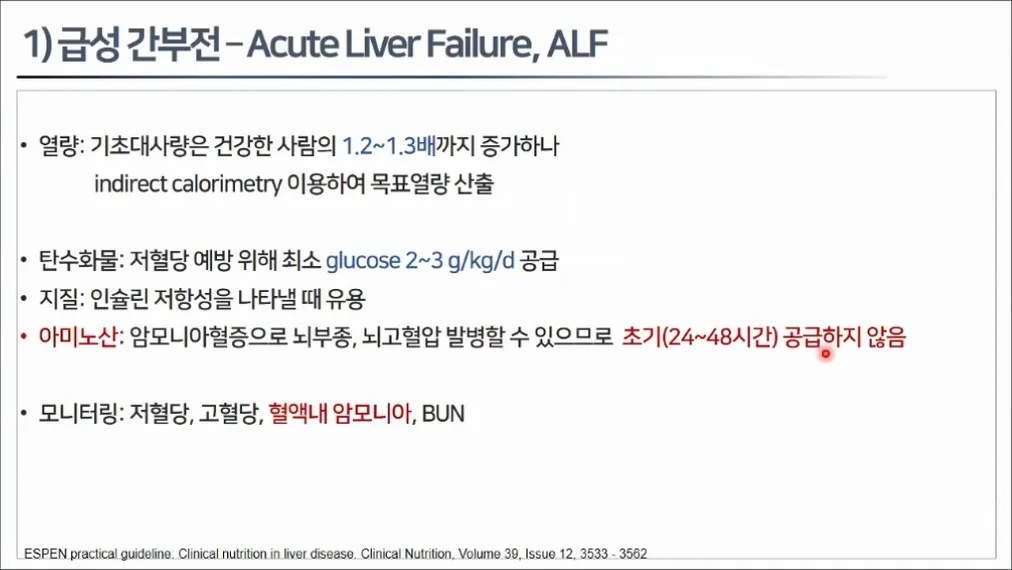 1) 급성 간부전 – Acute Liver Failure, ALF
• 열량: 기초대사량은 건강한 사람의 1.2~1.3배까지 증가하나
indirect calorimetry 이용하여 목표열량 산출
• 탄수화물: 저혈당 예방 위해 최소 glucose 2~3 g/kg/d 공급
• 지질: 인슐린 저항성을 나타낼 때 유용
• 아미노산: 암모니아혈증으로 뇌부종, 뇌고혈압 발병할 수 있으므로 초기(24~48시간) 공급하지 않음
• 모니터링: 저혈당, 고혈당, 혈액내 암모니아, BUN
ESPEN practical guideline: Clinical nutrition in liver disease. Clinical Nutrition, Volume 39, Issue 12, 3533 - 3562